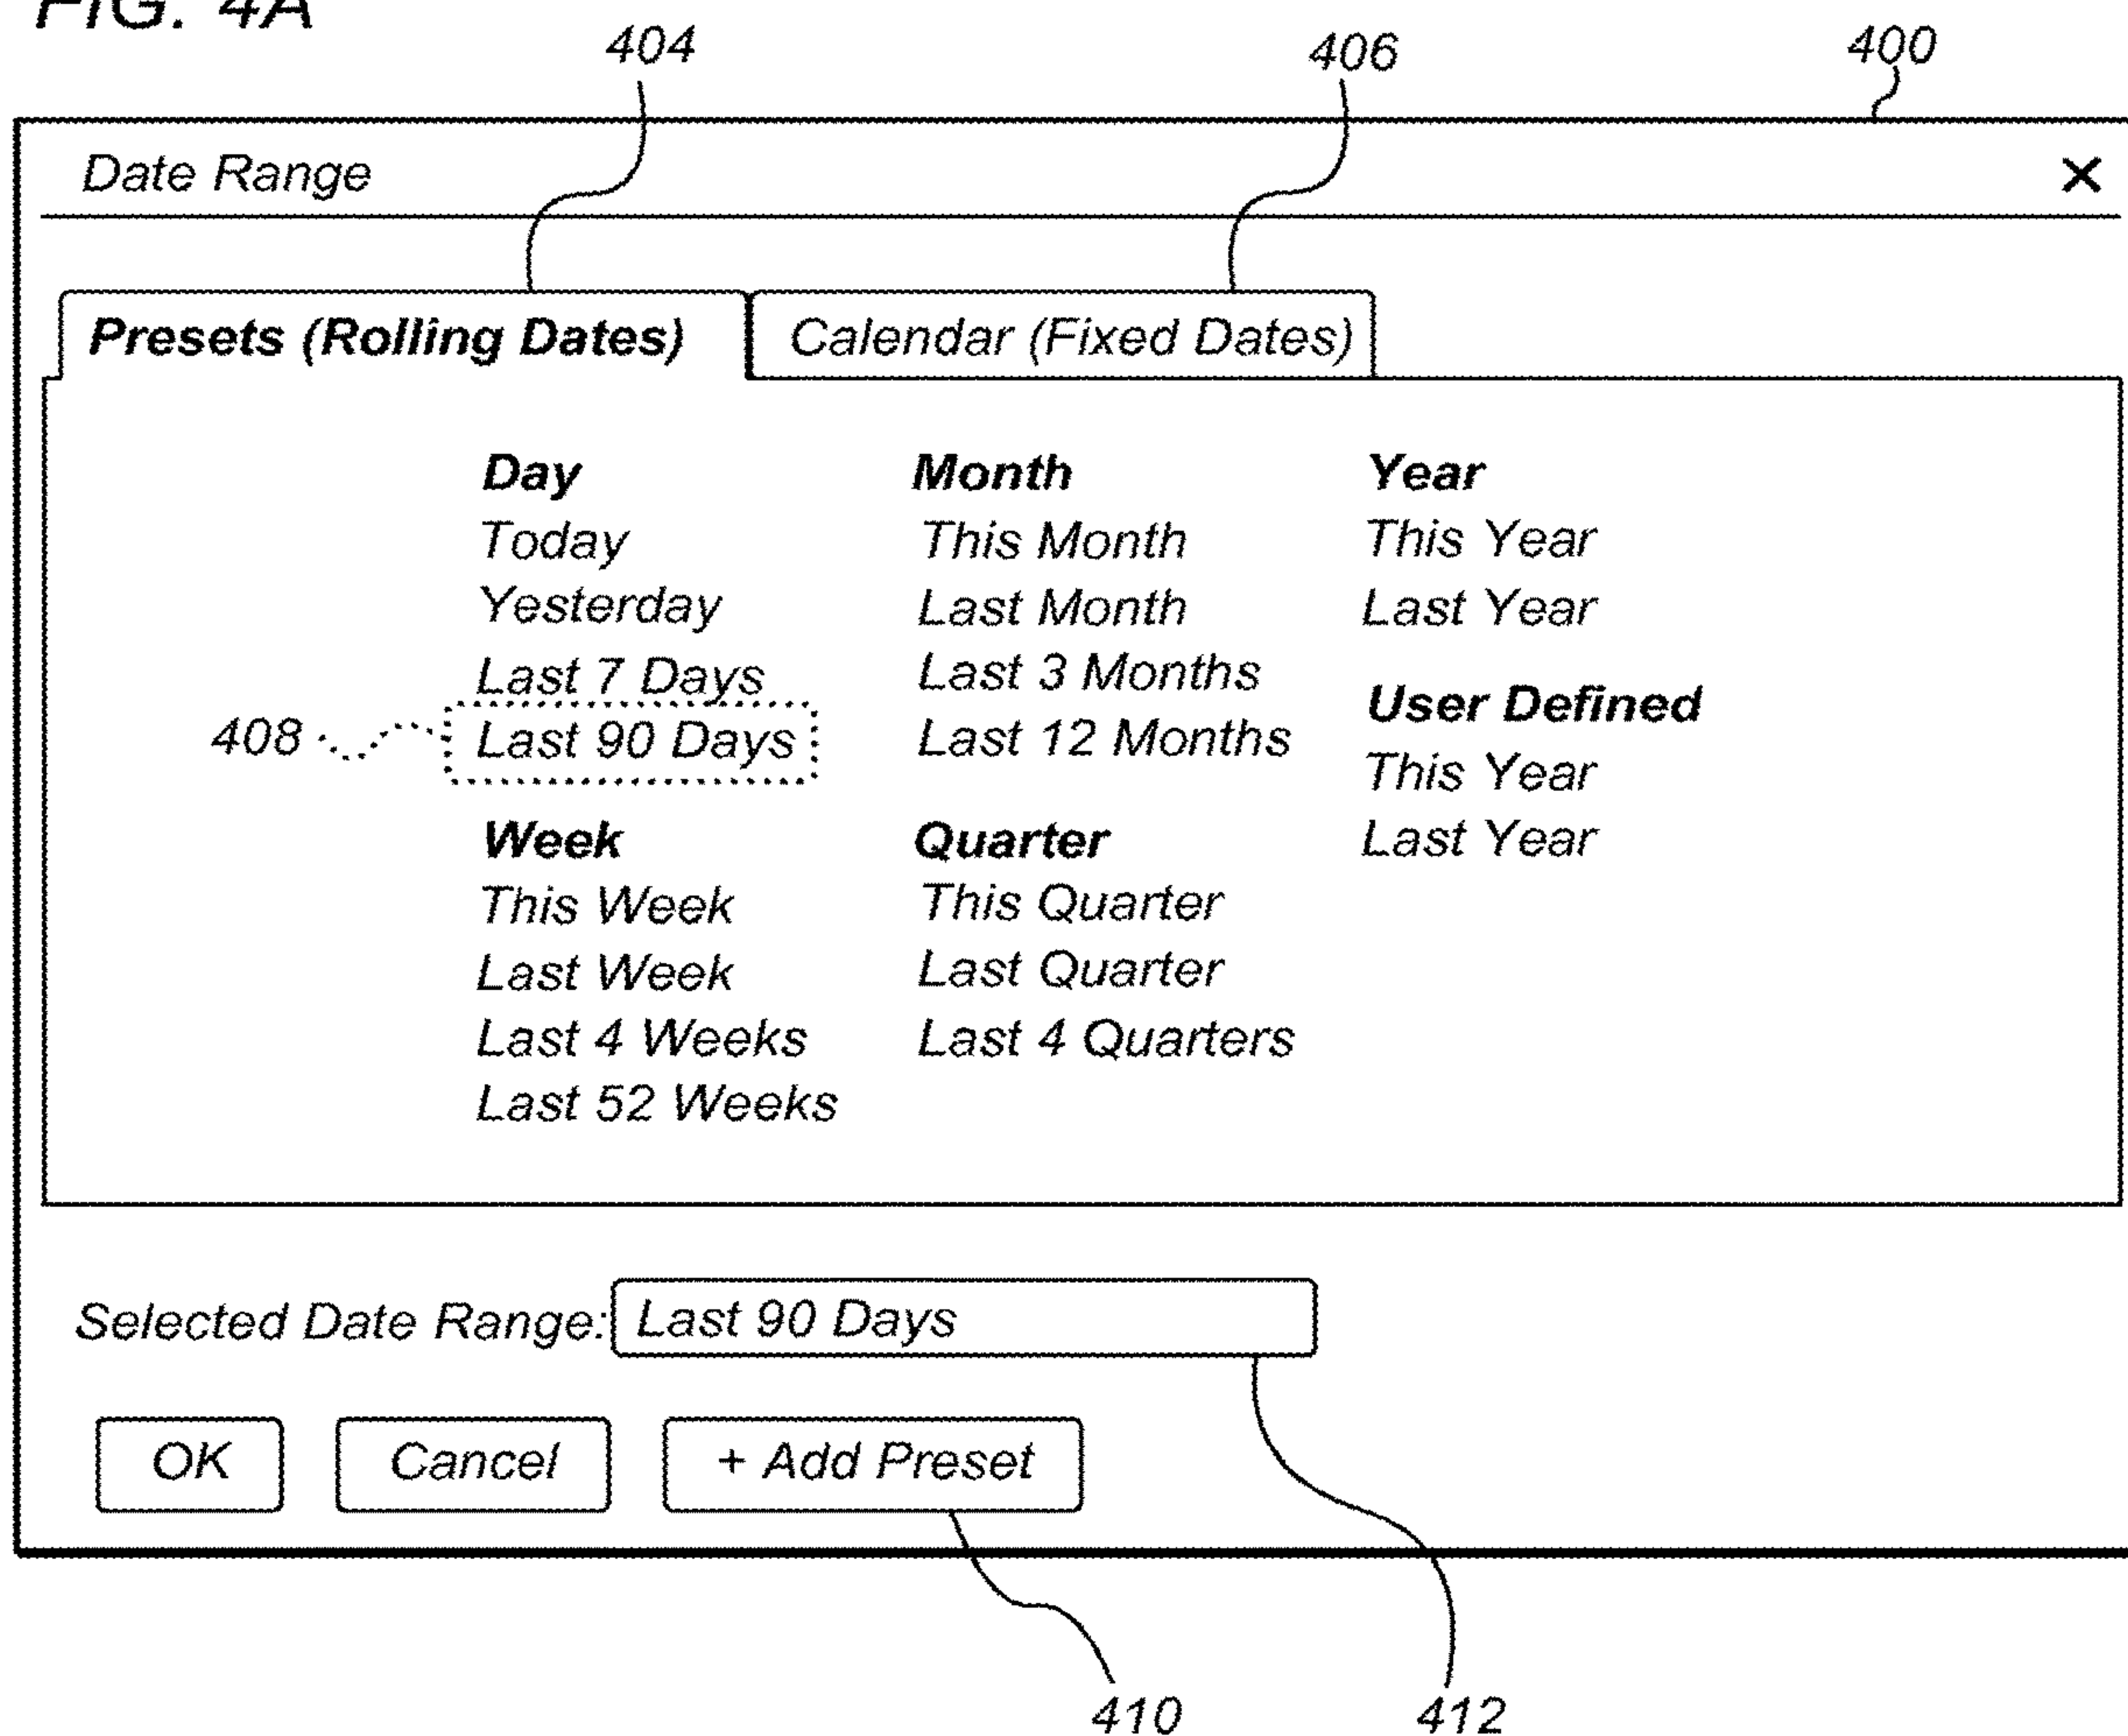 FIG. 4A
404
406
400
Date Range
×
Presets (Rolling Dates)
Calendar (Fixed Dates)
Day
Today
Yesterday
Last 7 Days
408
Last 90 Days
Week
This Week
Last Week
Last 4 Weeks
Last 52 Weeks
Month
This Month
Last Month
Last 3 Months
Last 12 Months
Quarter
This Quarter
Last Quarter
Last 4 Quarters
Year
This Year
Last Year
User Defined
This Year
Last Year
Selected Date Range: Last 90 Days
OK
Cancel
+ Add Preset
410
412